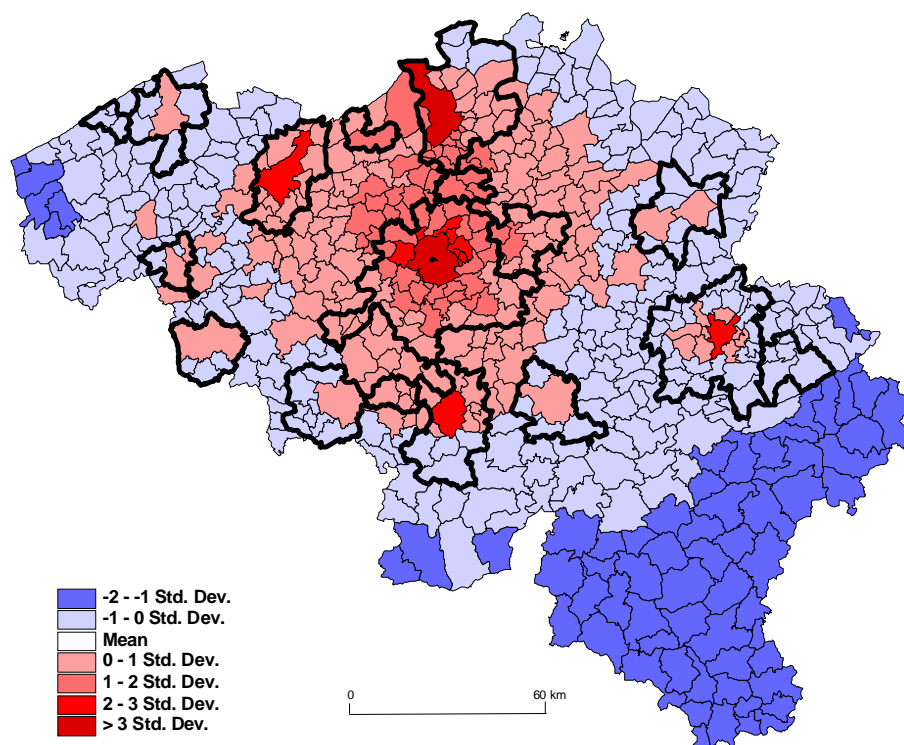 -2 - -1 Std. Dev.
-1 - 0 Std. Dev.
Mean
0 - 1 Std. Dev.
1 - 2 Std. Dev.
2 - 3 Std. Dev.
> 3 Std. Dev.
0 60 km